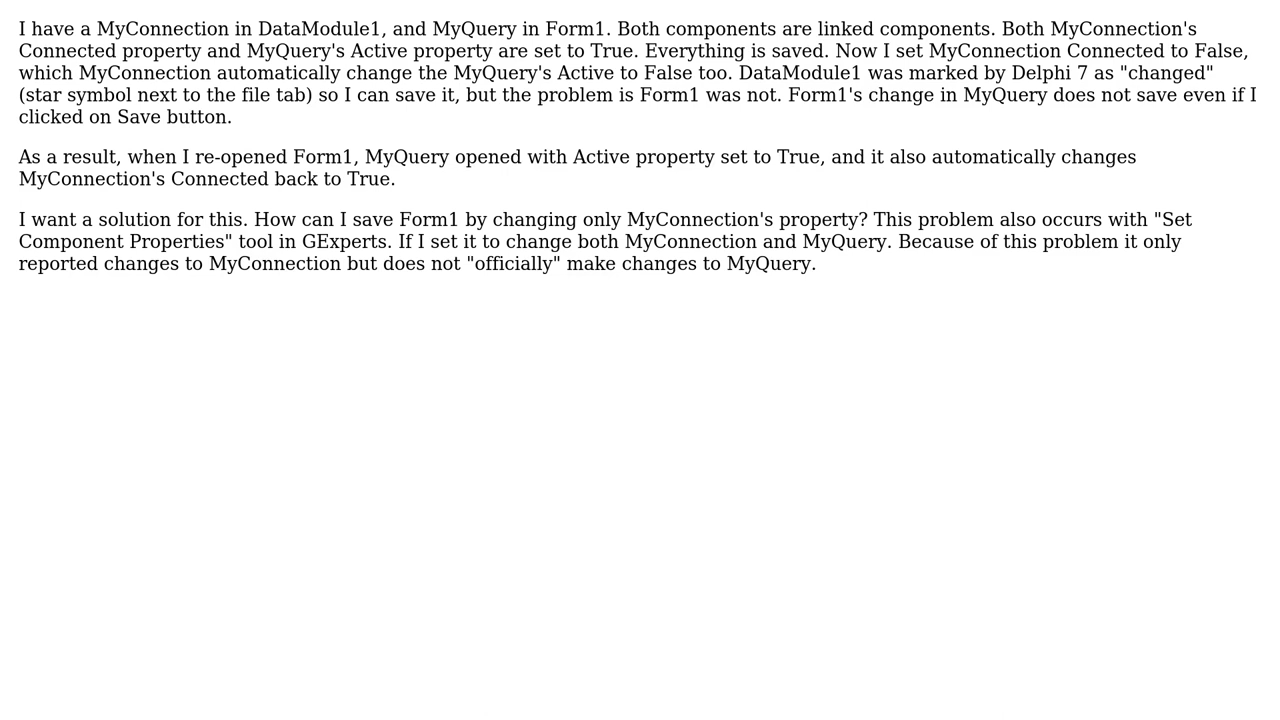 I have a MyConnection in DataModule1, and MyQuery in Form1. Both components are linked components. Both MyConnection's
Connected property and MyQuery's Active property are set to True. Everything is saved. Now I set MyConnection Connected to False,
which MyConnection automatically change the MyQuery's Active to False too. DataModule1 was marked by Delphi 7 as "changed"
(star symbol next to the file tab) so I can save it, but the problem is Form1 was not. Form1's change in MyQuery does not save even if I
clicked on Save button.
As a result, when I re-opened Form1, MyQuery opened with Active property set to True, and it also automatically changes
MyConnection's Connected back to True.
I want a solution for this. How can I save Form1 by changing only MyConnection's property? This problem also occurs with "Set
Component Properties" tool in GExperts. If I set it to change both MyConnection and MyQuery. Because of this problem it only
reported changes to MyConnection but does not "officially" make changes to MyQuery.